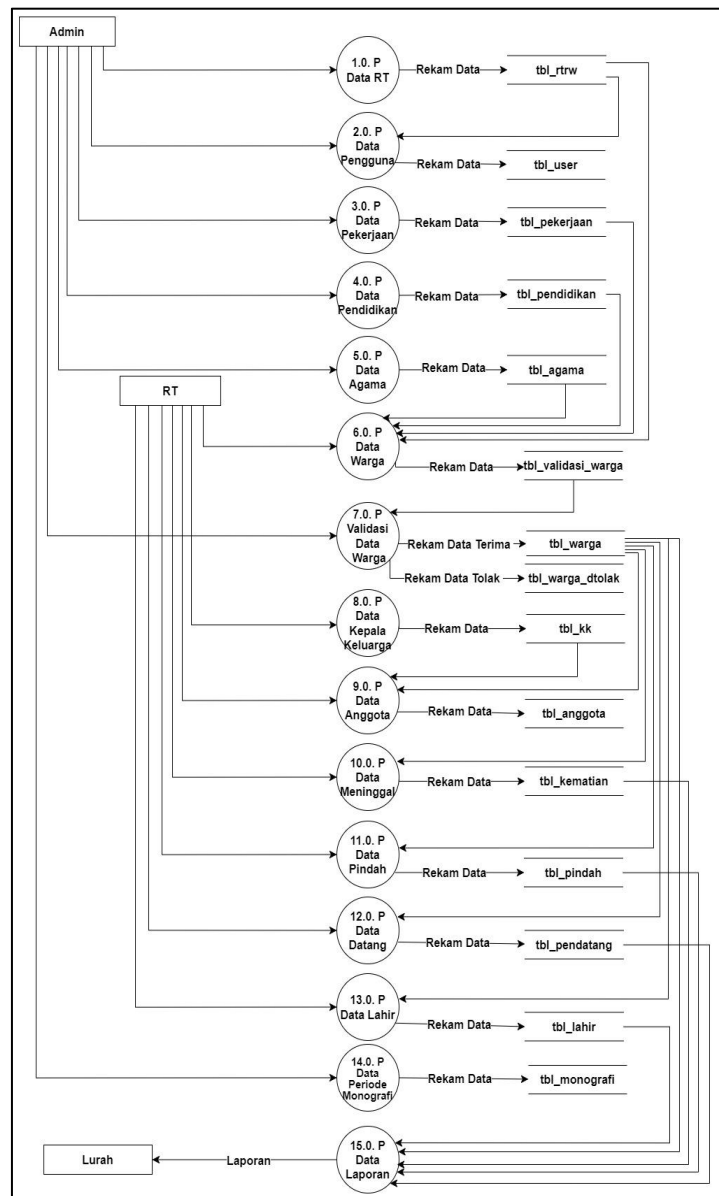 Admin
1.0. P
Data RT
Rekam Data
tbl_rtrw
2.0. P
Data
Pengguna
Rekam Data
tbl_user
3.0. P
Data
Pekerjaan
Rekam Data
tbl_pekerjaan
4.0. P
Data
Pendidikan
Rekam Data
tbl_pendidikan
5.0. P
Data
Agama
Rekam Data
tbl_agama
RT
6.0. P
Data
Warga
Rekam Data
tbl_validasi_warga
7.0. P
Validasi
Data
Warga
Rekam Data Terima
tbl_warga
Rekam Data Tolak
tbl_warga_dtolak
8.0. P
Data
Kepala
Keluarga
Rekam Data
tbl_kk
9.0. P
Data
Anggota
Rekam Data
tbl_anggota
10.0. P
Data
Meninggal
Rekam Data
tbl_kematian
11.0. P
Data
Pindah
Rekam Data
tbl_pindah
12.0. P
Data
Datang
Rekam Data
tbl_pendatang
13.0. P
Data Lahir
Rekam Data
tbl_lahir
14.0. P
Data
Periode
Monografi
Rekam Data
tbl_monografi
15.0. P
Data
Laporan
Laporan
Lurah